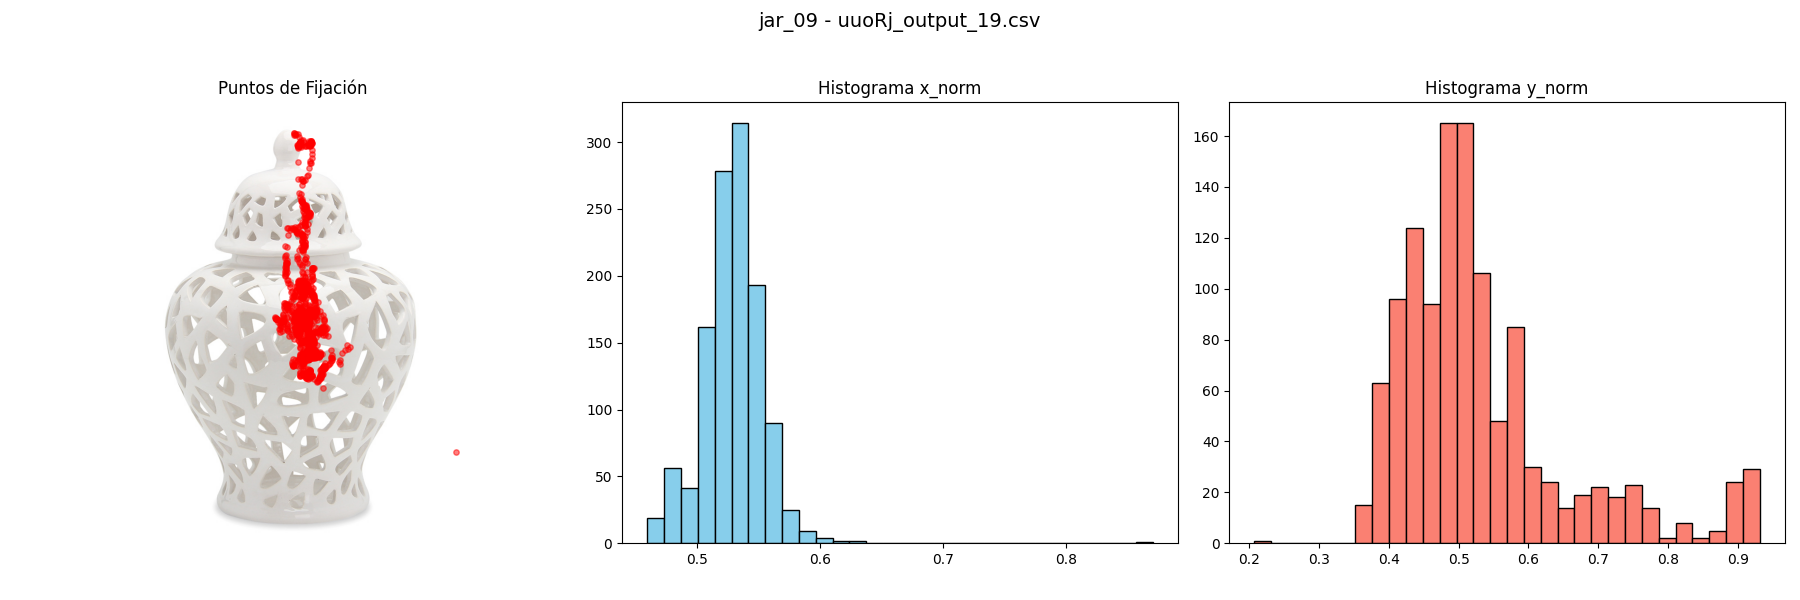 jar_09 - uuoRj_output_19.csv
Puntos de Fijación
Histograma x_norm
300
250
200
150
100
50
0
0.5 0.6 0.7 0.8
Histograma y_norm
160
140
120
100
80
60
40
20
0
0.2 0.3 0.4 0.5 0.6 0.7 0.8 0.9